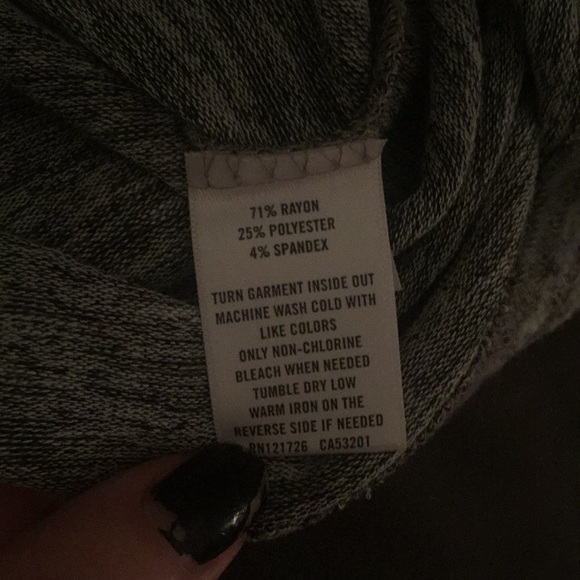 71% RAYON
25% POLYESTER
4% SPANDEX
TURN GARMENT INSIDE OUT
MACHINE WASH COLD WITH
LIKE COLORS
ONLY NON-CHLORINE
BLEACH WHEN NEEDED
TUMBLE DRY LOW
WARM IRON ON THE
REVERSE SIDE IF NEEDED
RN121726 CA53201